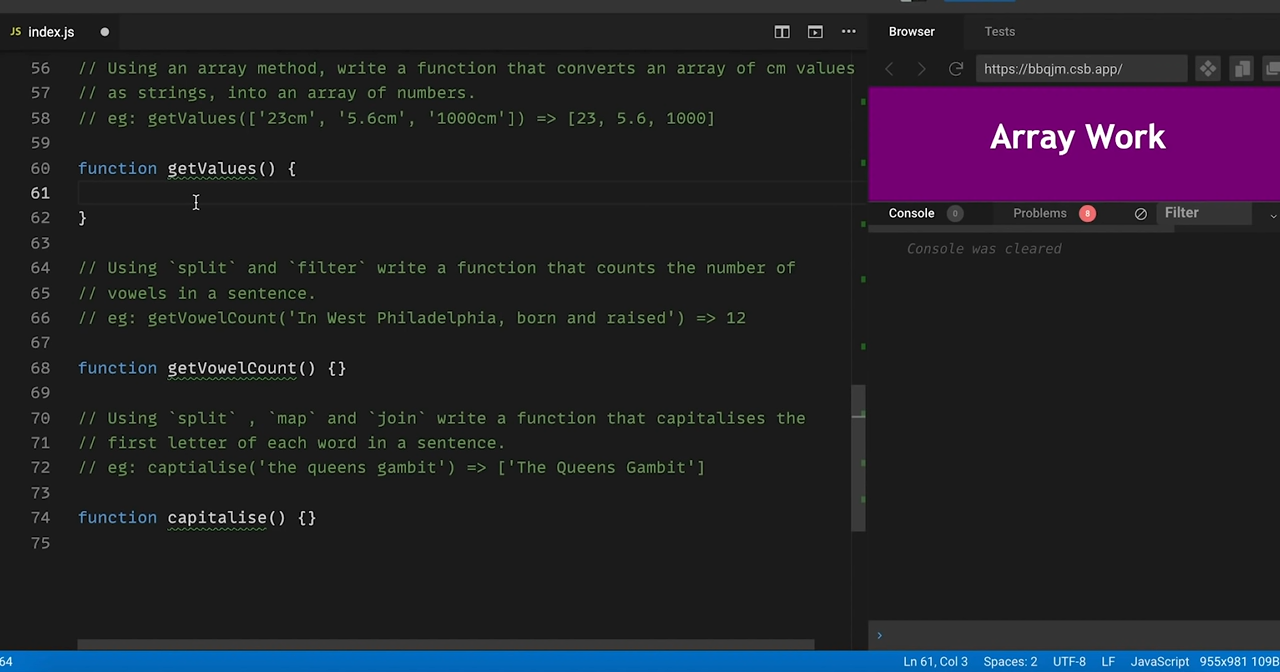 JS index.js
56 // Using an array method, write a function that converts an array of cm values
57 // as strings, into an array of numbers.
58 // eg: getValues(['23cm', '5.6cm', '1000cm']) => [23, 5.6, 1000]
59
60 function getValues() {
61
62 }
63
64 // Using `split` and `filter` write a function that counts the number of
65 // vowels in a sentence.
66 // eg: getVowelCount('In West Philadelphia, born and raised') => 12
67
68 function getVowelCount() {}
69
70 // Using `split` , `map` and `join` write a function that capitalises the
71 // first letter of each word in a sentence.
72 // eg: captialise('the queens gambit') => ['The Queens Gambit']
73
74 function capitalise() {}
75
Browser Tests
https://bbqjm.csb.app/
Array Work
Console 0 Problems 8 Filter
Console was cleared
›
64 Ln 61, Col 3 Spaces: 2 UTF-8 LF JavaScript 955x981 109B